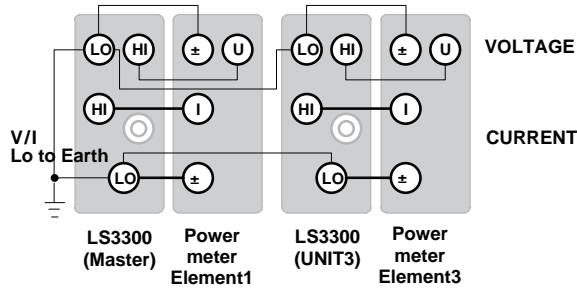 LO HI ± U LO HI ± U VOLTAGE
HI I HI I
V/I
Lo to Earth
CURRENT
LO ± LO ±
LS3300
(Master)
Power
meter
Element1
LS3300
(UNIT3)
Power
meter
Element3